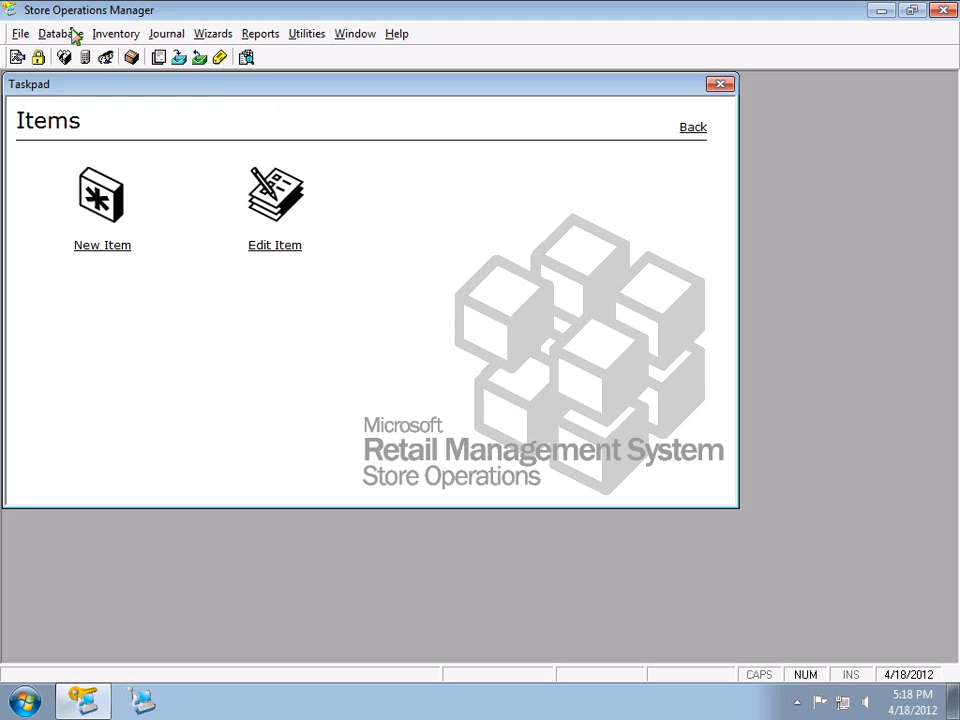 Store Operations Manager
File Database Inventory Journal Wizards Reports Utilities Window Help
Taskpad
Items
Back
New Item
Edit Item
Microsoft
Retail Management System
Store Operations
CAPS NUM INS 4/18/2012
5:18 PM
4/18/2012